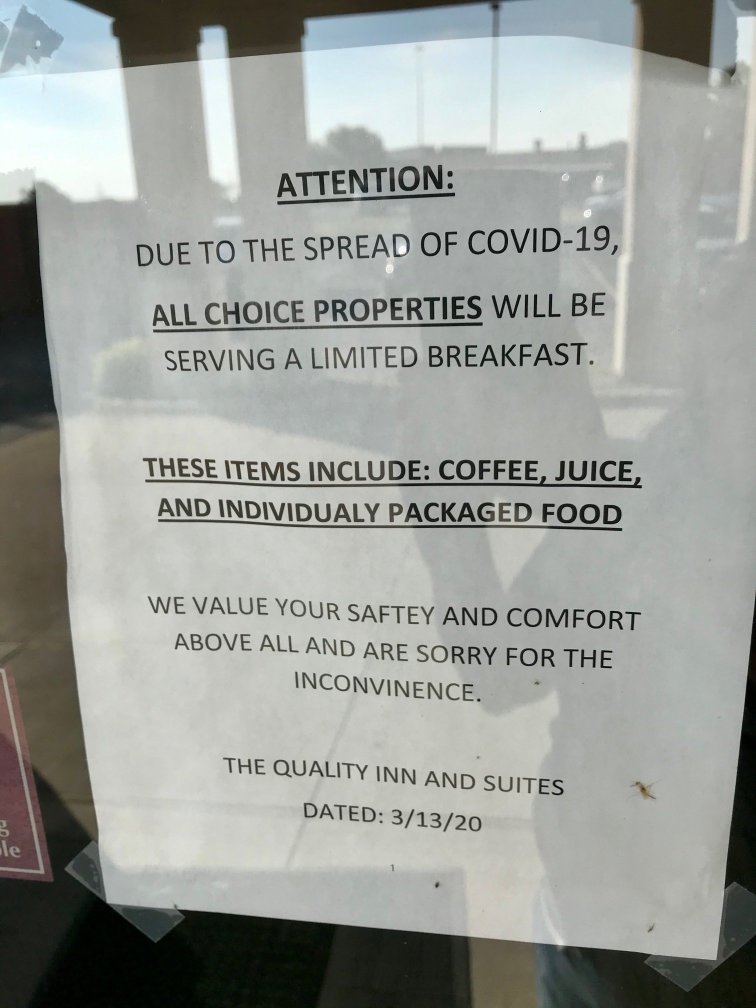 ATTENTION:
DUE TO THE SPREAD OF COVID-19,
ALL CHOICE PROPERTIES WILL BE
SERVING A LIMITED BREAKFAST.
THESE ITEMS INCLUDE: COFFEE, JUICE,
AND INDIVIDUALY PACKAGED FOOD
WE VALUE YOUR SAFTEY AND COMFORT
ABOVE ALL AND ARE SORRY FOR THE
INCONVINENCE.
THE QUALITY INN AND SUITES
DATED: 3/13/20
1